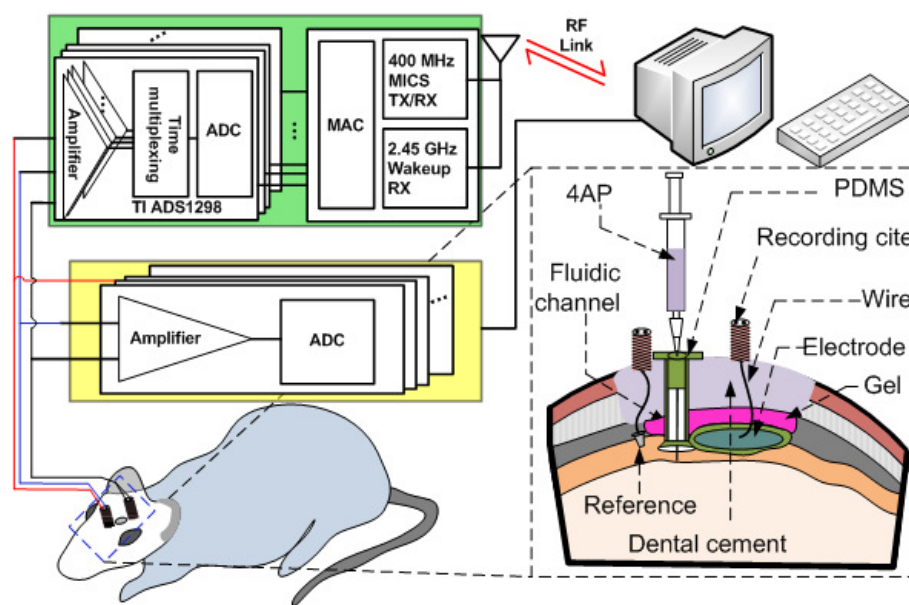 RF
Link
Amplifier
Time
multiplexing
ADC
TI ADS1298
MAC
400 MHz
MICS
TX/RX
2.45 GHz
Wakeup
RX
Amplifier
ADC
4AP
PDMS
Recording cite
Fluidic
channel
Wire
Electrode
Gel
Reference
Dental cement